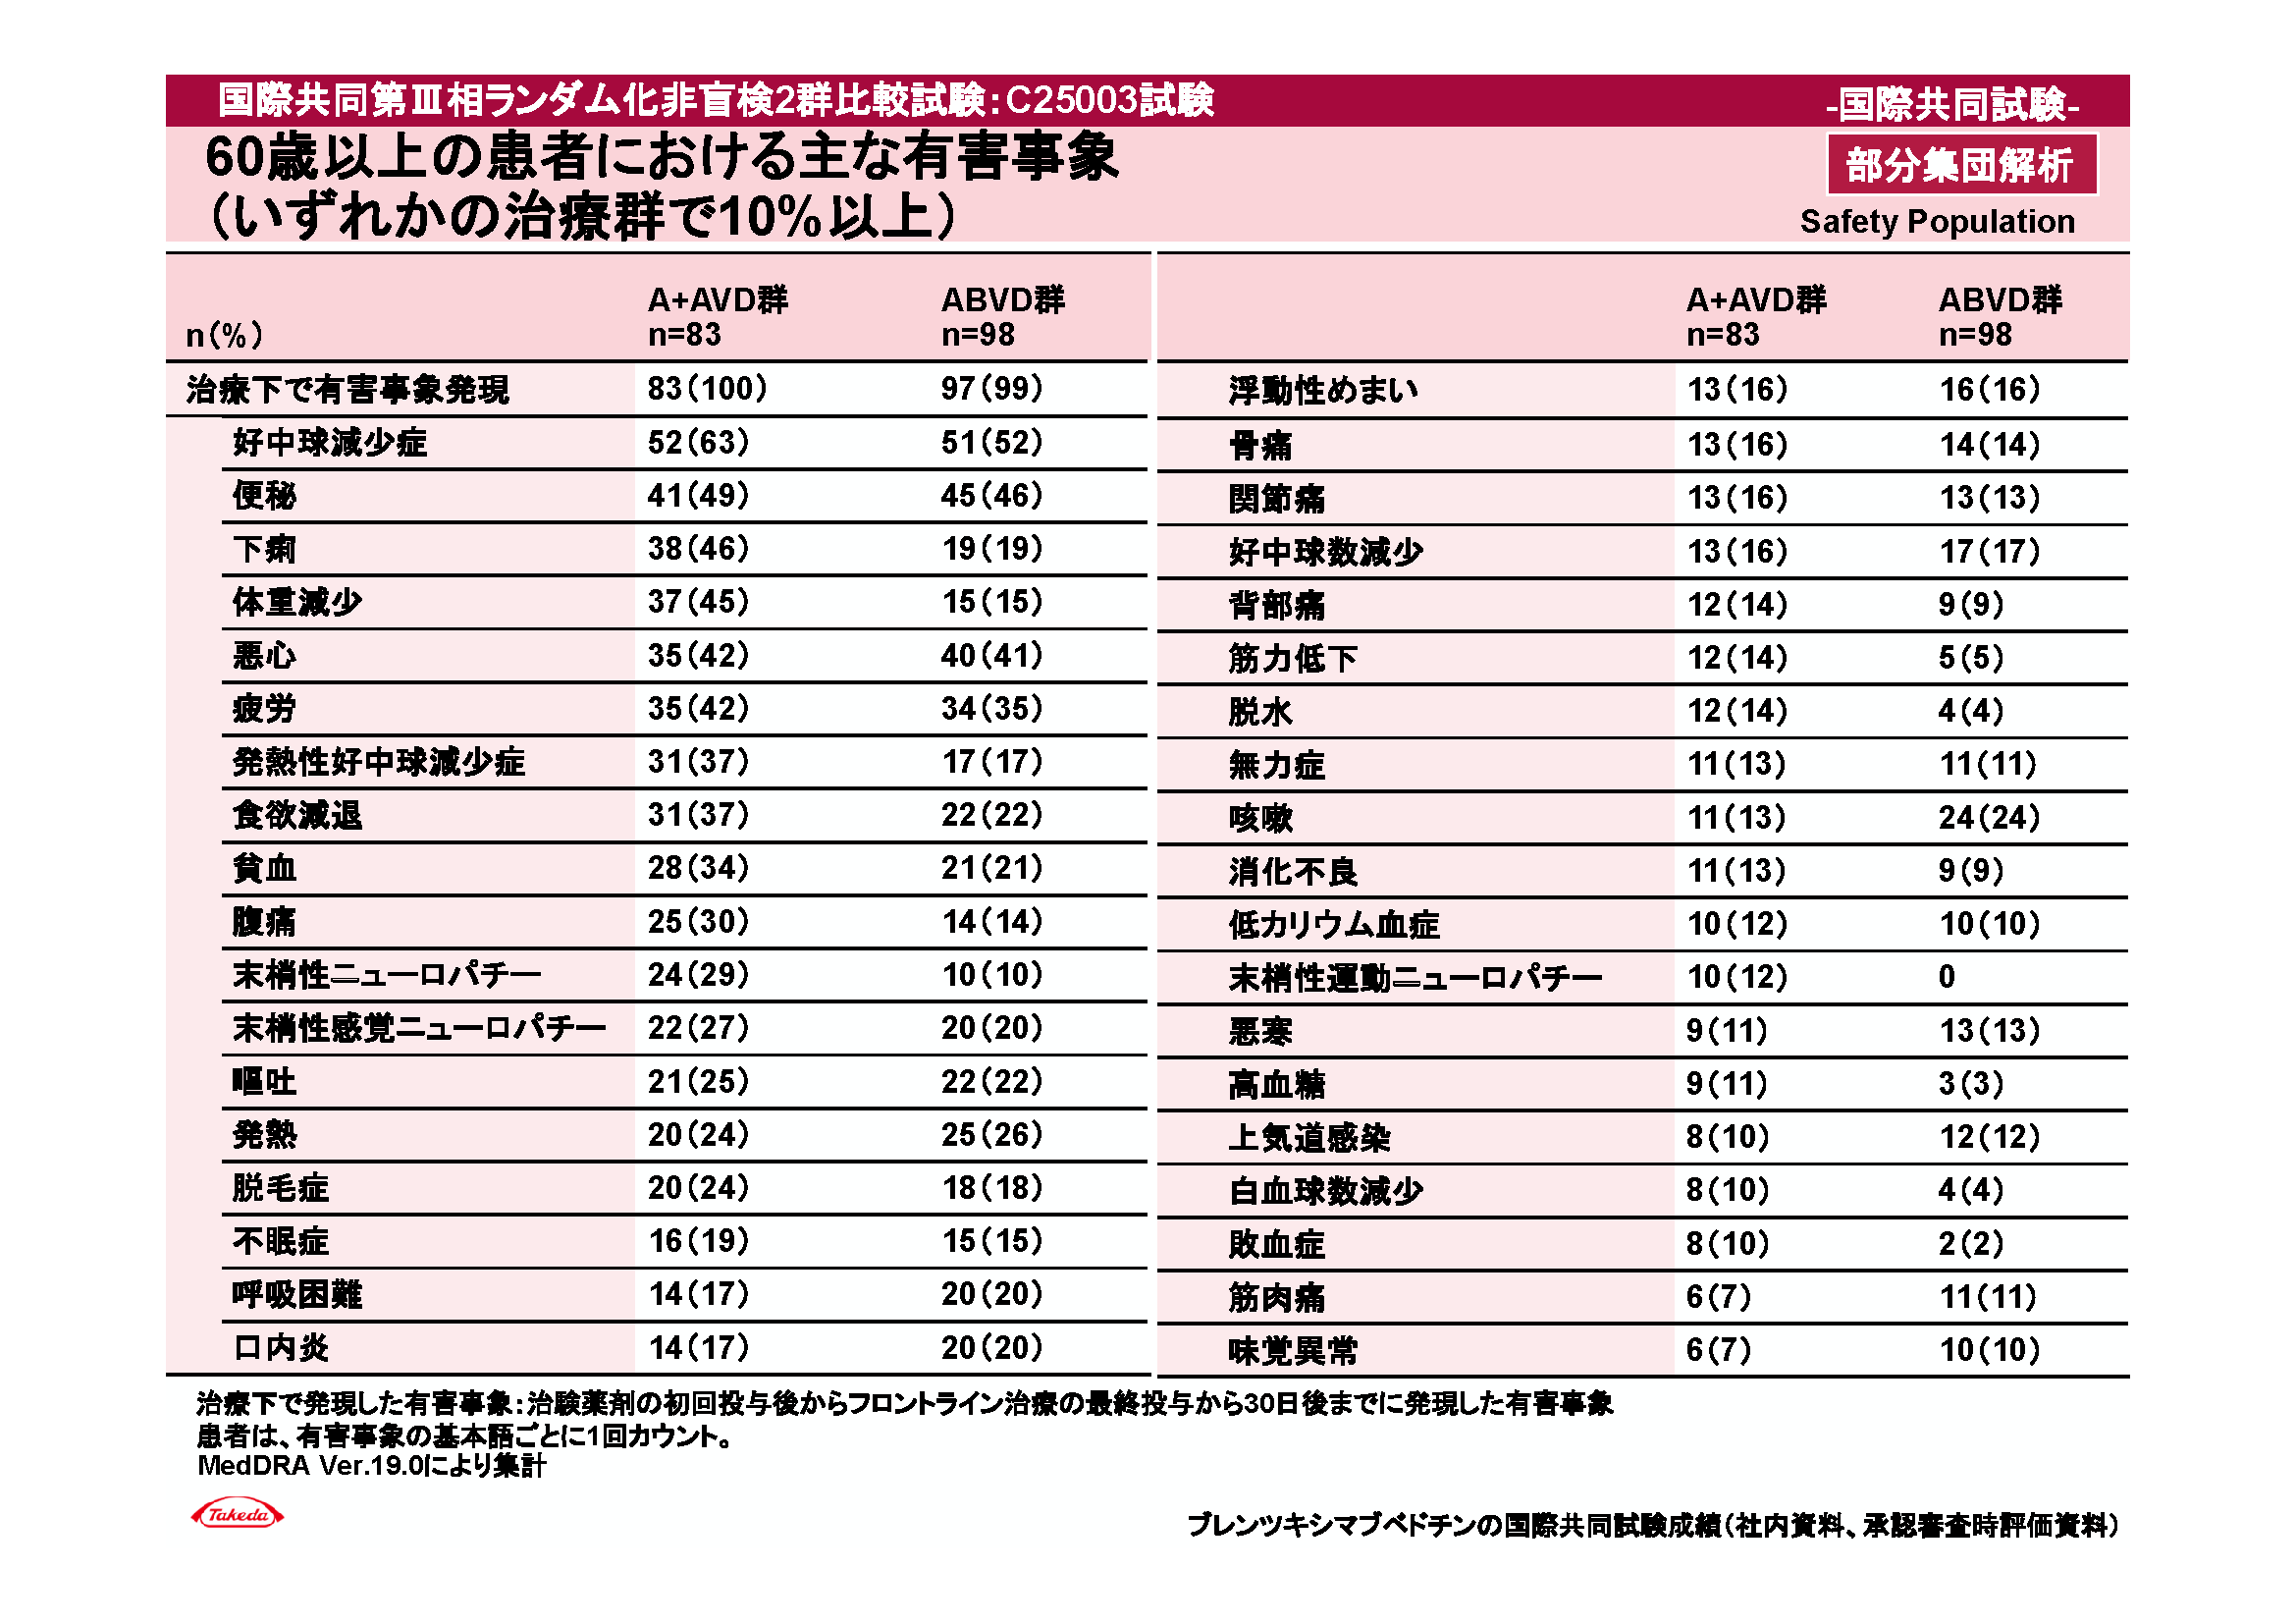 国際共同第Ⅲ相ランダム化非盲検2群比較試験：C25003試験
-国際共同試験-
60歳以上の患者における主な有害事象
（いずれかの治療群で10％以上）
部分集団解析
Safety Population
n（％） A+AVD群 n=83 ABVD群 n=98
治療下で有害事象発現 83（100） 97（99）
好中球減少症 52（63） 51（52）
便秘 41（49） 45（46）
下痢 38（46） 19（19）
体重減少 37（45） 15（15）
悪心 35（42） 40（41）
疲労 35（42） 34（35）
発熱性好中球減少症 31（37） 17（17）
食欲減退 31（37） 22（22）
貧血 28（34） 21（21）
腹痛 25（30） 14（14）
末梢性ニューロパチー 24（29） 10（10）
末梢性感覚ニューロパチー 22（27） 20（20）
嘔吐 21（25） 22（22）
発熱 20（24） 25（26）
脱毛症 20（24） 18（18）
不眠症 16（19） 15（15）
呼吸困難 14（17） 20（20）
口内炎 14（17） 20（20）
A+AVD群 n=83 ABVD群 n=98
浮動性めまい 13（16） 16（16）
骨痛 13（16） 14（14）
関節痛 13（16） 13（13）
好中球数減少 13（16） 17（17）
背部痛 12（14） 9（9）
筋力低下 12（14） 5（5）
脱水 12（14） 4（4）
無力症 11（13） 11（11）
咳嗽 11（13） 24（24）
消化不良 11（13） 9（9）
低カリウム血症 10（12） 10（10）
末梢性運動ニューロパチー 10（12） 0
悪寒 9（11） 13（13）
高血糖 9（11） 3（3）
上気道感染 8（10） 12（12）
白血球数減少 8（10） 4（4）
敗血症 8（10） 2（2）
筋肉痛 6（7） 11（11）
味覚異常 6（7） 10（10）
治療下で発現した有害事象：治験薬剤の初回投与後からフロントライン治療の最終投与から30日後までに発現した有害事象
患者は、有害事象の基本語ごとに1回カウント。
MedDRA Ver.19.0により集計
Takeda
ブレンツキシマブベドチンの国際共同試験成績（社内資料、承認審査時評価資料）